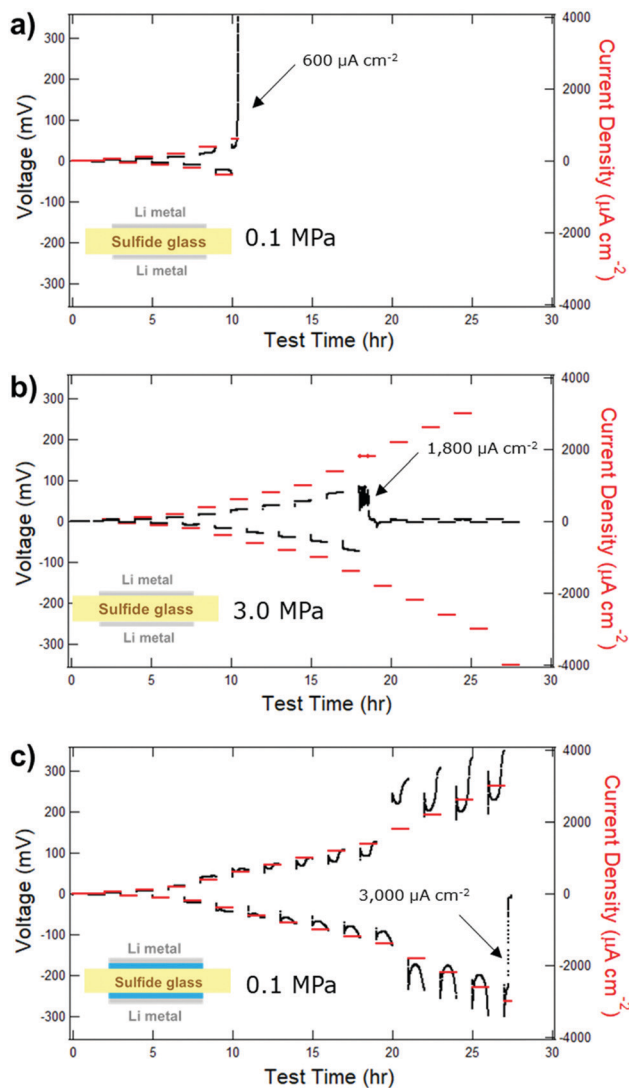 a)
300
200
100
0
-100
-200
-300
Voltage (mV)
4000
2000
0
-2000
-4000
Current Density (μA cm-2)
600 μA cm-2
Li metal
Sulfide glass
Li metal
0.1 MPa
0 5 10 15 20 25 30
Test Time (hr)
b)
300
200
100
0
-100
-200
-300
Voltage (mV)
4000
2000
0
-2000
-4000
Current Density (μA cm-2)
1,800 μA cm-2
Li metal
Sulfide glass
Li metal
3.0 MPa
0 5 10 15 20 25 30
Test Time (hr)
c)
300
200
100
0
-100
-200
-300
Voltage (mV)
4000
2000
0
-2000
-4000
Current Density (μA cm-2)
3,000 μA cm-2
Li metal
Sulfide glass
Li metal
0.1 MPa
0 5 10 15 20 25 30
Test Time (hr)